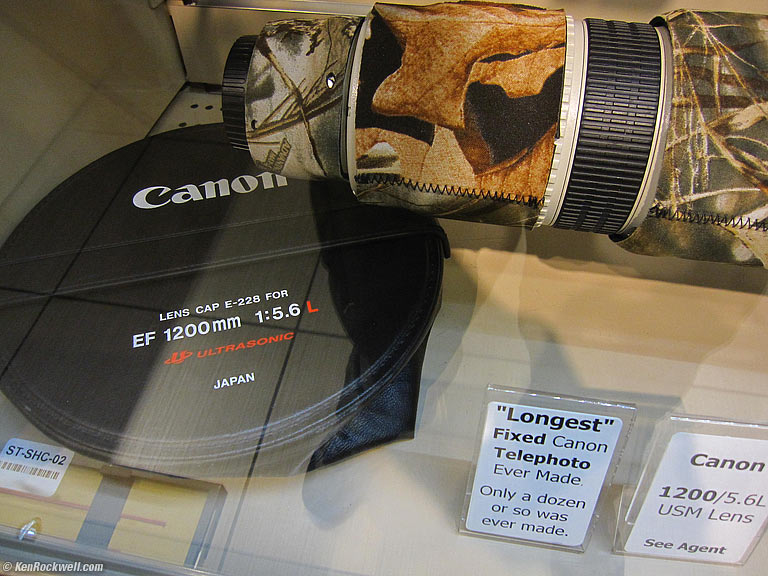 Canon
LENS CAP E-228 FOR
EF 1200mm 1:5.6 L
ULTRASONIC
JAPAN
ST-SHC-02
"Longest"
Fixed Canon
Telephoto
Ever Made.
Only a dozen
or so was
ever made.
Canon
1200/5.6L
USM Lens
See Agent
© KenRockwell.com